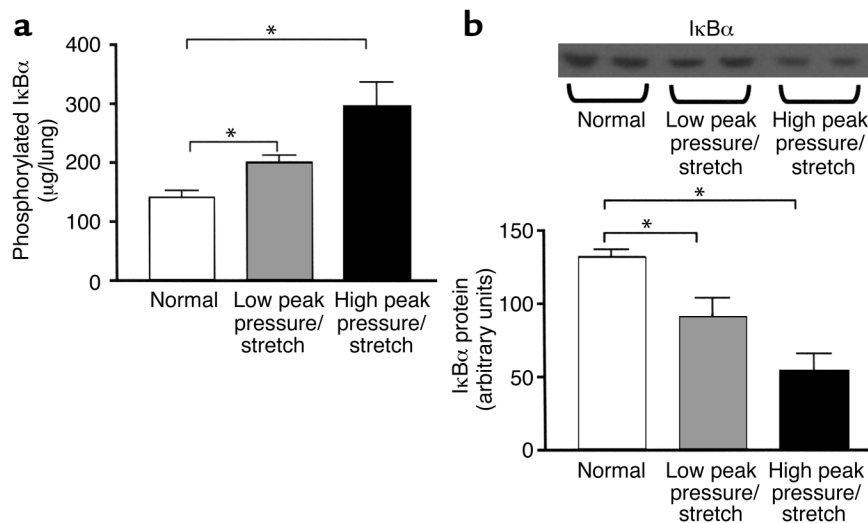 a
Phosphorylated IκBα
(μg/lung)
400
300
200
100
0
*
*
Normal
Low peak
pressure/
stretch
High peak
pressure/
stretch
b
IκBα
Normal
Low peak
pressure/
stretch
High peak
pressure/
stretch
IκBα protein
(arbitrary units)
150
100
50
0
*
*
Normal
Low peak
pressure/
stretch
High peak
pressure/
stretch